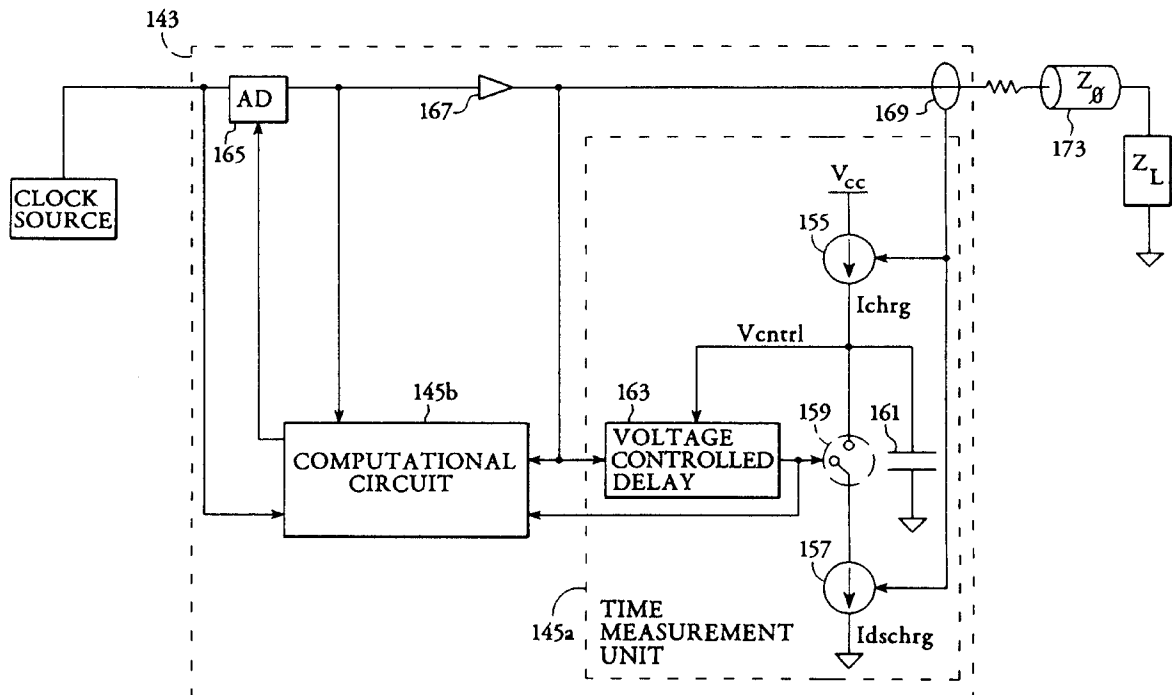 143
AD
165
167
169
Z0
173
ZL
CLOCK
SOURCE
Vcc
155
Ichrg
Vcntrl
145b
163
159
161
COMPUTATIONAL
CIRCUIT
VOLTAGE
CONTROLLED
DELAY
157
145a
TIME
MEASUREMENT
UNIT
Idschrg